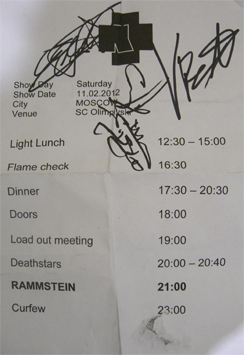 Show Day Saturday
Show Date 11.02.2012
City MOSCOW
Venue SC Olimpiyski
Light Lunch 12:30 – 15:00
Flame check 16:30
Dinner 17:30 – 20:30
Doors 18:00
Load out meeting 19:00
Deathstars 20:00 – 20:40
RAMMSTEIN 21:00
Curfew 23:00